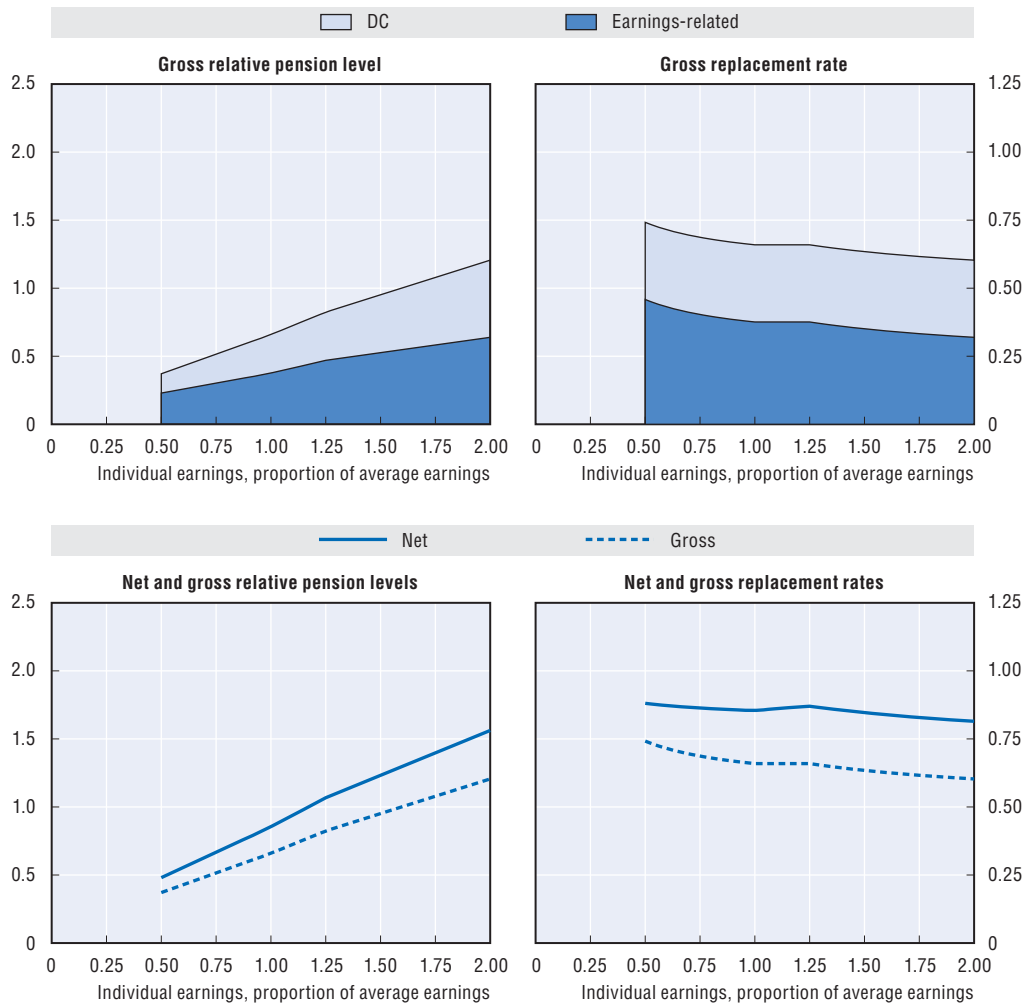 DC Earnings-related
Gross relative pension level
2.5
2.0
1.5
1.0
0.5
0
0 0.25 0.50 0.75 1.00 1.25 1.50 1.75 2.00
Individual earnings, proportion of average earnings
Gross replacement rate
1.25
1.00
0.75
0.50
0.25
0
0 0.25 0.50 0.75 1.00 1.25 1.50 1.75 2.00
Individual earnings, proportion of average earnings
Net Gross
Net and gross relative pension levels
2.5
2.0
1.5
1.0
0.5
0
0 0.25 0.50 0.75 1.00 1.25 1.50 1.75 2.00
Individual earnings, proportion of average earnings
Net and gross replacement rates
1.25
1.00
0.75
0.50
0.25
0
0 0.25 0.50 0.75 1.00 1.25 1.50 1.75 2.00
Individual earnings, proportion of average earnings